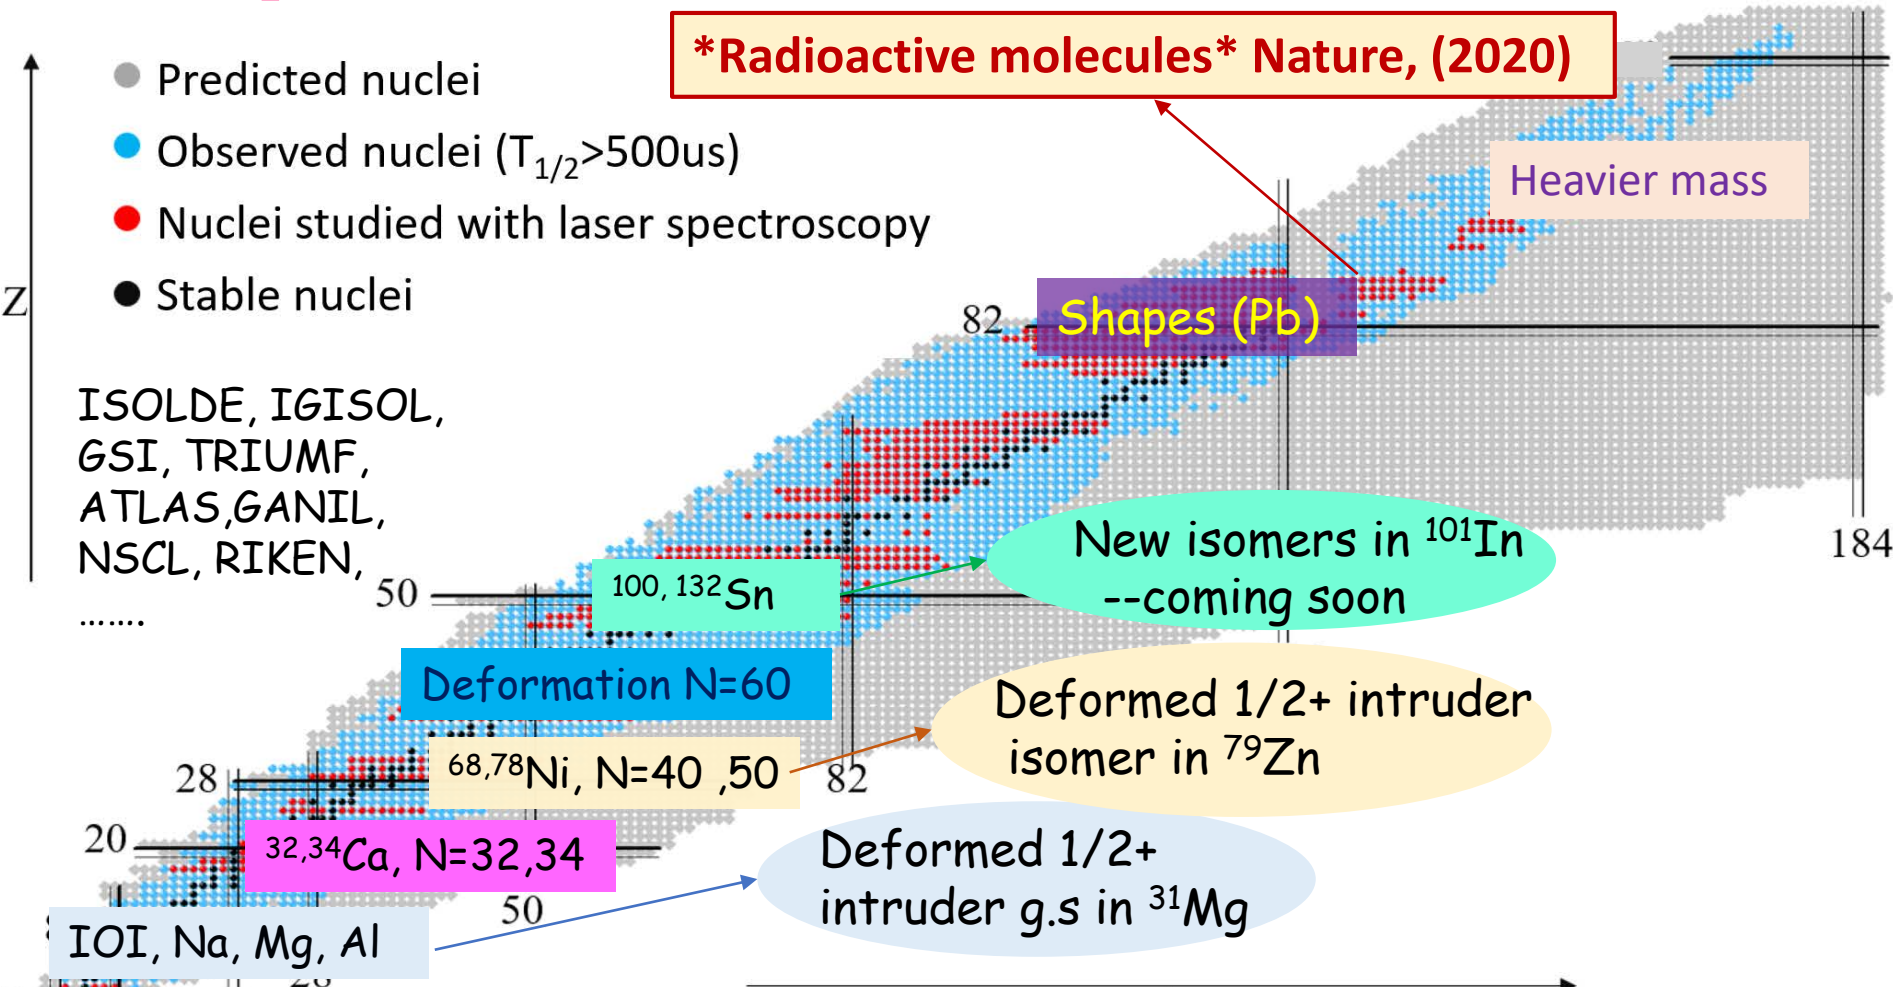 *Radioactive molecules* Nature, (2020)
Predicted nuclei
Observed nuclei (T1/2>500us)
Nuclei studied with laser spectroscopy
Stable nuclei
Heavier mass
Z
82
Shapes (Pb)
ISOLDE, IGISOL,
GSI, TRIUMF,
ATLAS,GANIL,
NSCL, RIKEN,
.......
184
New isomers in 101In
--coming soon
50
100, 132Sn
Deformation N=60
Deformed 1/2+ intruder
isomer in 79Zn
28
68,78Ni, N=40 ,50
82
20
32,34Ca, N=32,34
Deformed 1/2+
intruder g.s in 31Mg
50
IOI, Na, Mg, Al